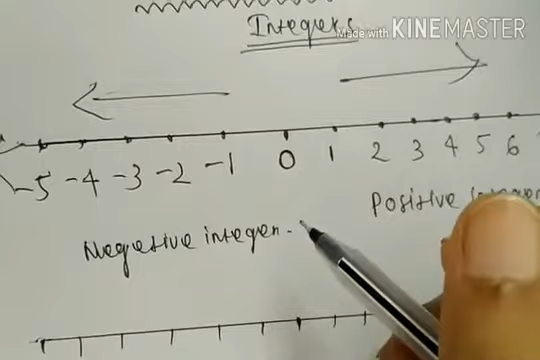 Integers
Made with KINEMASTER
-5 -4 -3 -2 -1 0 1 2 3 4 5 6
Positive
Negative integer.